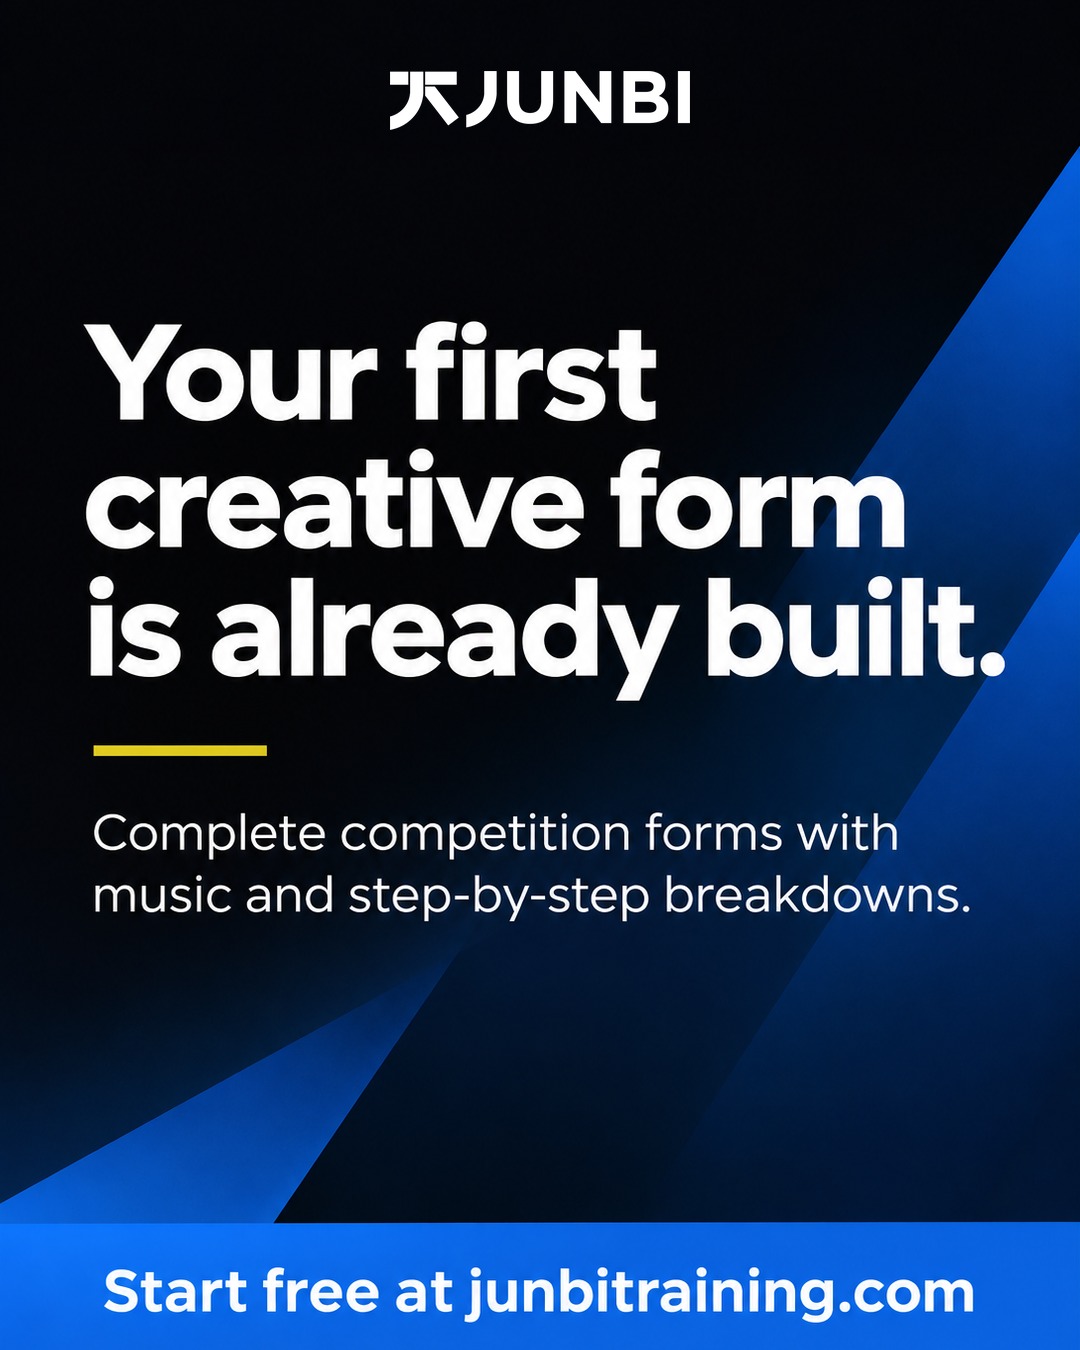 JUNBI
Your first
creative form
is already built.
Complete competition forms with
music and step-by-step breakdowns.
Start free at junbitraining.com